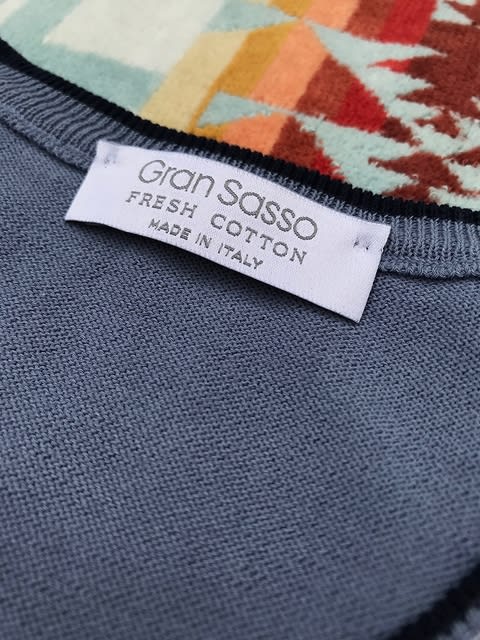 Gran Sasso
FRESH COTTON
MADE IN ITALY